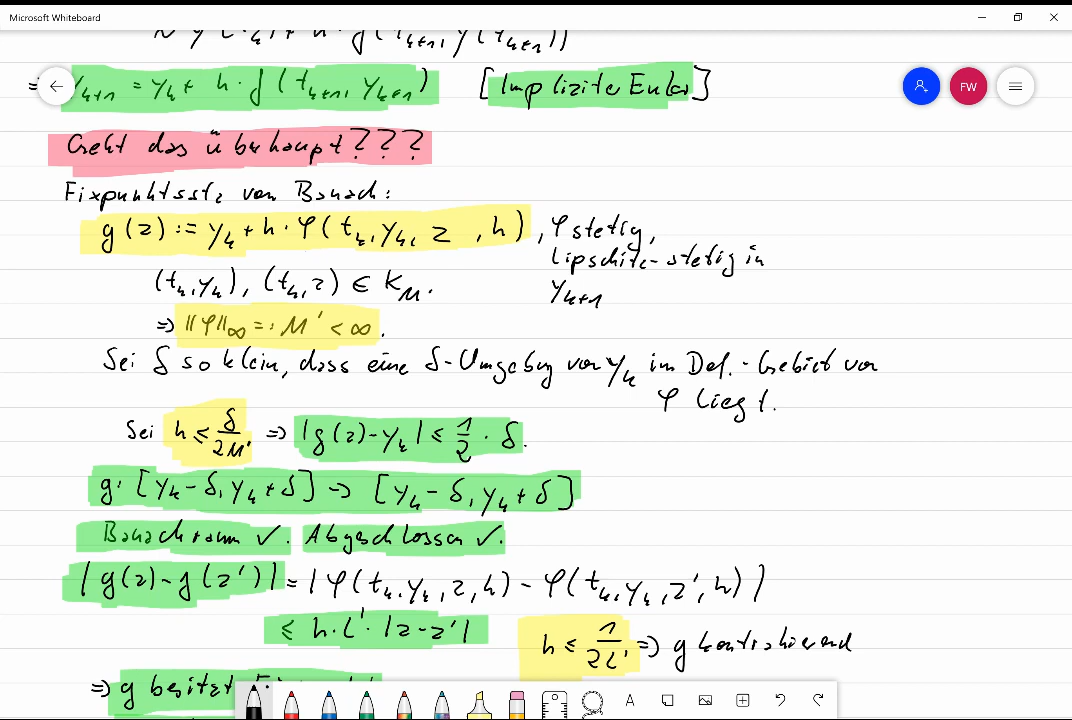 Microsoft Whiteboard
y_{k+1} = y_k + h · f(t_{k+1}, y_{k+1}) [Implizite Euler]
FW
Geht das überhaupt???
Fixpunktsatz von Banach:
g(z) := y_k + h · φ(t_k, y_k, z, h), φ stetig,
Lipschitz-stetig in
y_{k+1}
(t_k, y_k), (t_k, z) ∈ K_M.
⇒ ||φ||_∞ =: M' < ∞.
Sei δ so klein, dass eine δ-Umgebung von y_k im Def.-Gebiet von
φ liegt.
Sei h ≤ δ/2M' ⇒ |g(z) - y_k| ≤ 1/2 · δ.
g: [y_k - δ, y_k + δ] → [y_k - δ, y_k + δ]
Banachraum ✓. Abgeschlossen ✓.
|g(z) - g(z')| = |φ(t_k, y_k, z, h) - φ(t_k, y_k, z', h)|
≤ h · L' · |z - z'|
h ≤ 1/2L' ⇒ g kontrahierend
⇒ g besitzt